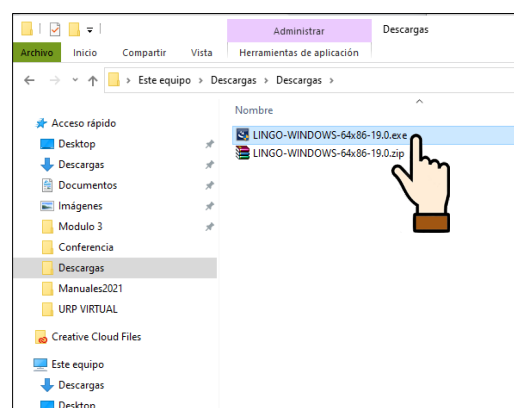 Administrar
Descargas
Archivo
Inicio
Compartir
Vista
Herramientas de aplicación
Este equipo > Descargas > Descargas >
Nombre
Acceso rápido
Desktop
Descargas
Documentos
Imágenes
Modulo 3
Conferencia
Descargas
Manuales2021
URP VIRTUAL
Creative Cloud Files
Este equipo
Descargas
Desktop
LINGO-WINDOWS-64x86-19.0.exe
LINGO-WINDOWS-64x86-19.0.zip